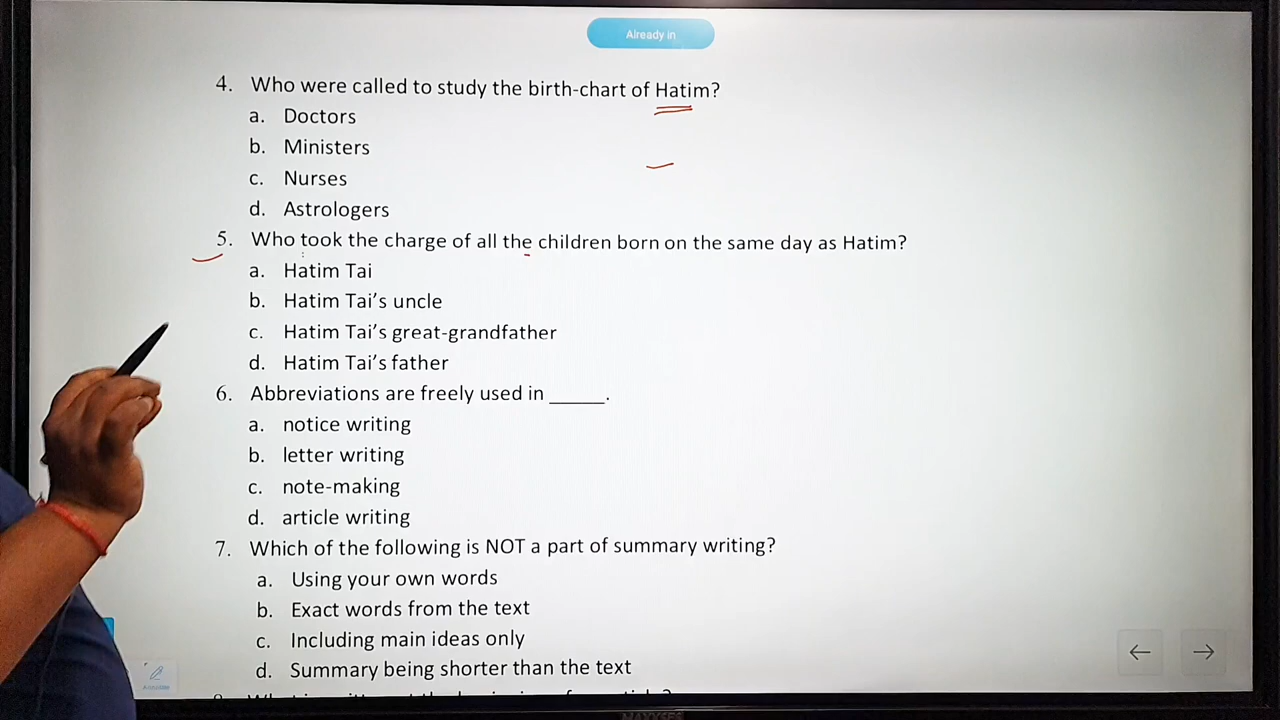 Already in
4. Who were called to study the birth-chart of Hatim?
a. Doctors
b. Ministers
c. Nurses
d. Astrologers
5. Who took the charge of all the children born on the same day as Hatim?
a. Hatim Tai
b. Hatim Tai’s uncle
c. Hatim Tai’s great-grandfather
d. Hatim Tai’s father
6. Abbreviations are freely used in _____.
a. notice writing
b. letter writing
c. note-making
d. article writing
7. Which of the following is NOT a part of summary writing?
a. Using your own words
b. Exact words from the text
c. Including main ideas only
d. Summary being shorter than the text